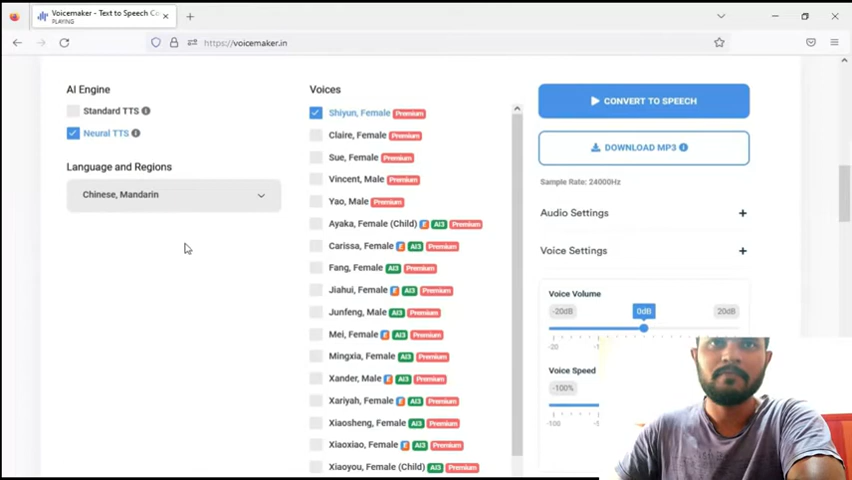 Voicemaker - Text to Speech Co
PLAYING
https://voicemaker.in
AI Engine
Standard TTS
Neural TTS
Language and Regions
Chinese, Mandarin
Voices
Shiyun, Female Premium
Claire, Female Premium
Sue, Female Premium
Vincent, Male Premium
Yao, Male Premium
Ayaka, Female (Child) E AI3 Premium
Carissa, Female E AI3 Premium
Fang, Female AI3 Premium
Jiahui, Female E AI3 Premium
Junfeng, Male AI3 Premium
Mei, Female E AI3 Premium
Mingxia, Female AI3 Premium
Xander, Male E AI3 Premium
Xariyah, Female E AI3 Premium
Xiaosheng, Female AI3 Premium
Xiaoxiao, Female E AI3 Premium
Xiaoyou, Female (Child) AI3 Premium
CONVERT TO SPEECH
DOWNLOAD MP3
Sample Rate: 24000Hz
Audio Settings +
Voice Settings +
Voice Volume
-20dB 0dB 20dB
-20
Voice Speed
-100%
-100